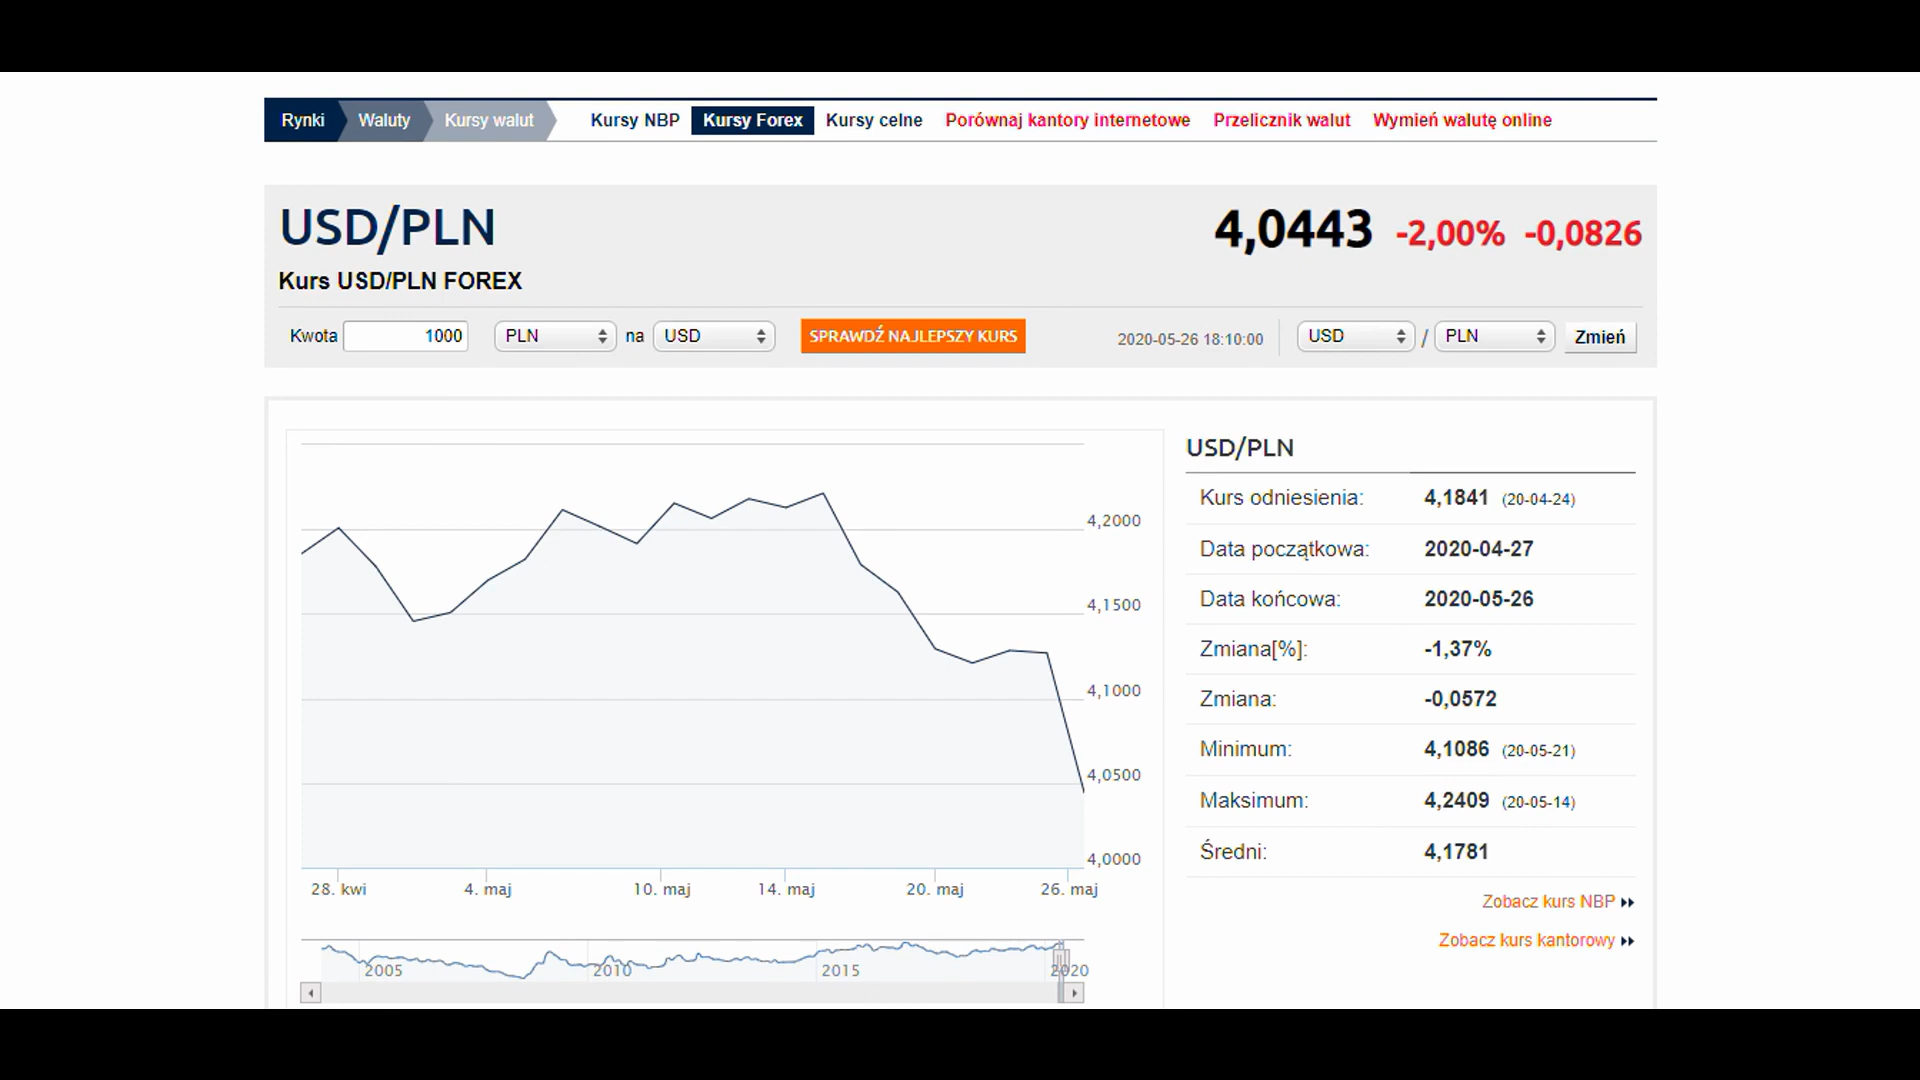 Rynki Waluty Kursy walut Kursy NBP Kursy Forex Kursy celne Porównaj kantory internetowe Przelicznik walut Wymień walutę online
USD/PLN 4,0443 -2,00% -0,0826
Kurs USD/PLN FOREX
Kwota 1000 PLN na USD SPRAWDŹ NAJLEPSZY KURS 2020-05-26 18:10:00 USD / PLN Zmień
4,2000
4,1500
4,1000
4,0500
4,0000
28. kwi 4. maj 10. maj 14. maj 20. maj 26. maj
2005 2010 2015 2020
USD/PLN
Kurs odniesienia: 4,1841 (20-04-24)
Data początkowa: 2020-04-27
Data końcowa: 2020-05-26
Zmiana[%]: -1,37%
Zmiana: -0,0572
Minimum: 4,1086 (20-05-21)
Maksimum: 4,2409 (20-05-14)
Średni: 4,1781
Zobacz kurs NBP
Zobacz kurs kantorowy